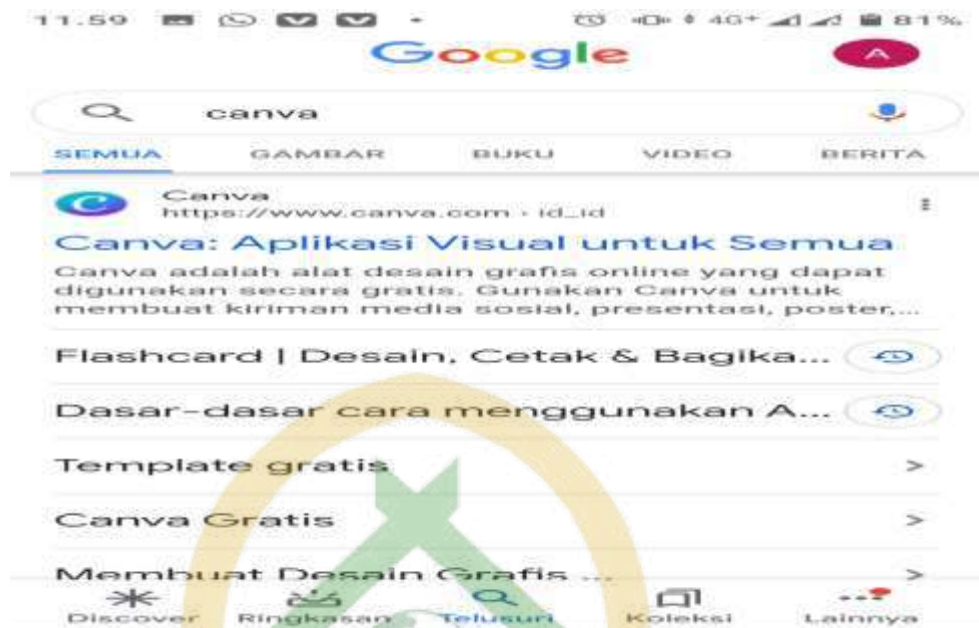 11.59 4G+ 81%
Google
A
canva
SEMUA GAMBAR BUKU VIDEO BERITA
Canva
https://www.canva.com › id_id
Canva: Aplikasi Visual untuk Semua
Canva adalah alat desain grafis online yang dapat
digunakan secara gratis. Gunakan Canva untuk
membuat kiriman media sosial, presentasi, poster,...
Flashcard | Desain, Cetak & Bagika...
Dasar-dasar cara menggunakan A...
Template gratis
Canva Gratis
Membuat Desain Grafis ...
Discover Ringkasan Telusuri Koleksi Lainnya